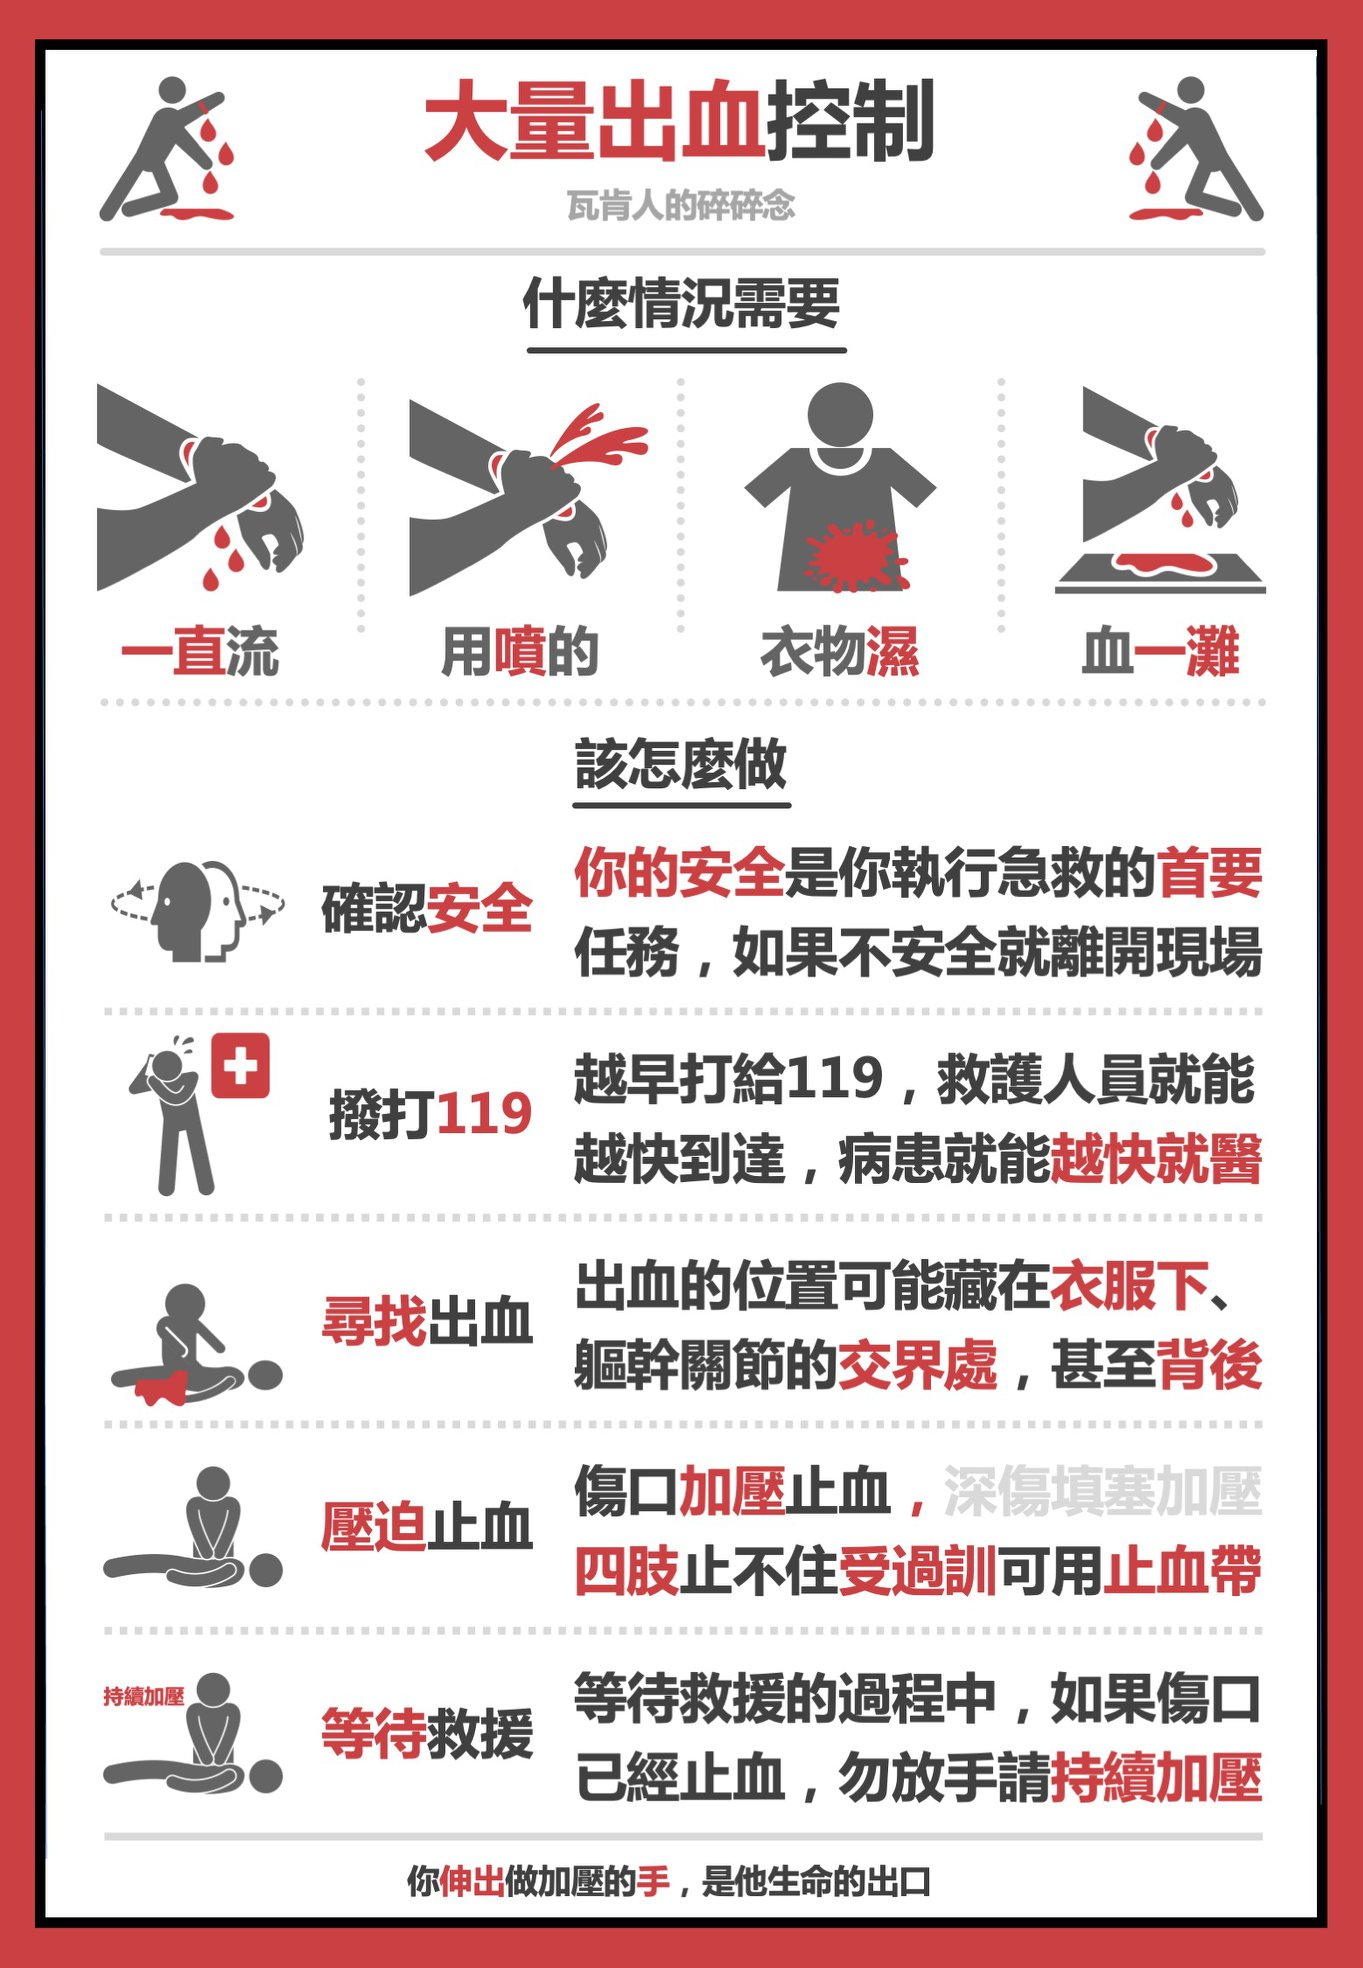 大量出血控制
瓦肯人的碎碎念
什麼情況需要
一直流
用噴的
衣物濕
血一灘
該怎麼做
確認安全
你的安全是你執行急救的首要
任務，如果不安全就離開現場
撥打119
越早打給119，救護人員就能
越快到達，病患就能越快就醫
尋找出血
出血的位置可能藏在衣服下、
軀幹關節的交界處，甚至背後
壓迫止血
傷口加壓止血，深傷填塞加壓
四肢止不住受過訓可用止血帶
持續加壓
等待救援
等待救援的過程中，如果傷口
已經止血，勿放手請持續加壓
你伸出做加壓的手，是他生命的出口